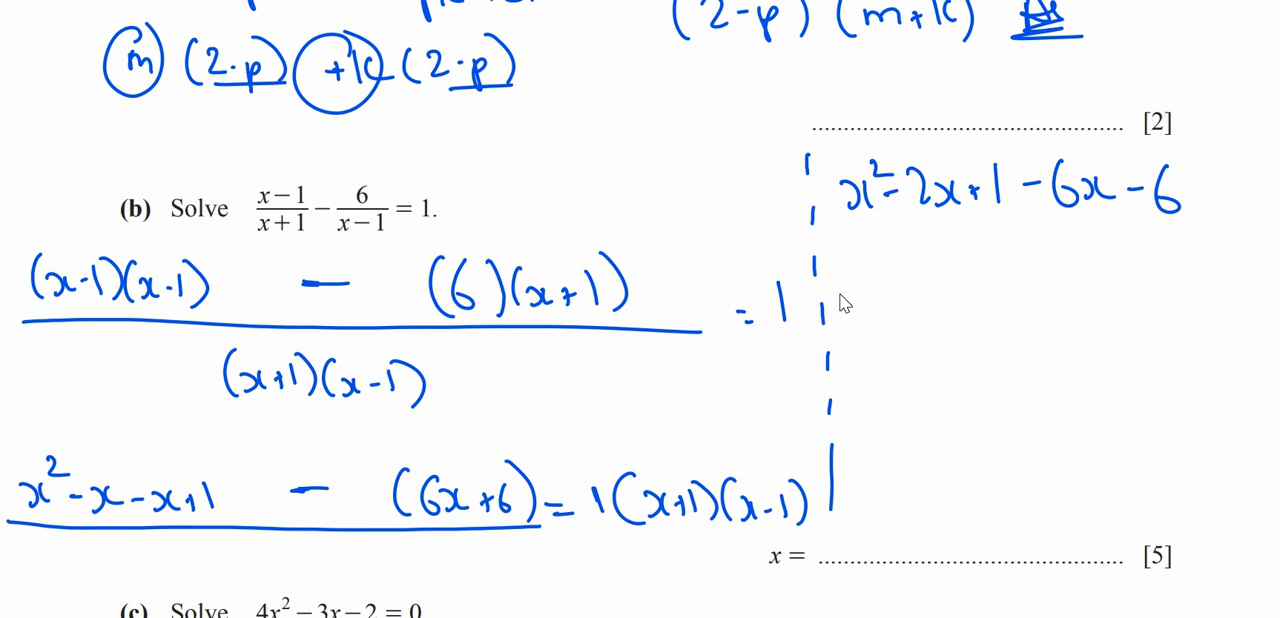 (2-p) (m+k)
m (2-p) +k (2-p)
.................................................. [2]
(b) Solve (x−1)/(x+1) − 6/(x−1) = 1.
x² - 2x + 1 - 6x - 6
(x-1)(x-1) - (6)(x+1)
= 1
(x+1)(x-1)
x² - x - x + 1 - (6x+6) = 1(x+1)(x-1)
x = .................................................. [5]
(c) Solve 4x² − 3x − 2 = 0